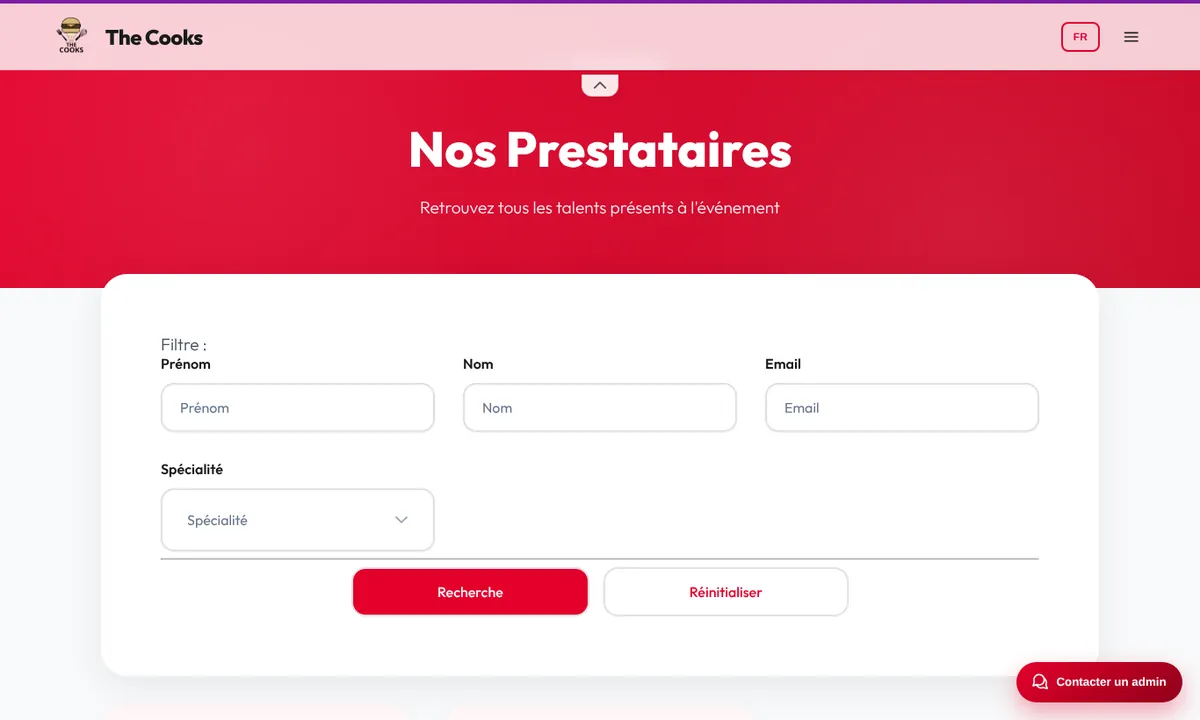 THE
COOKS
The Cooks
FR
Nos Prestataires
Retrouvez tous les talents présents à l'événement
Filtre :
Prénom
Nom
Email
Prénom
Nom
Email
Spécialité
Spécialité
Recherche
Réinitialiser
Contacter un admin